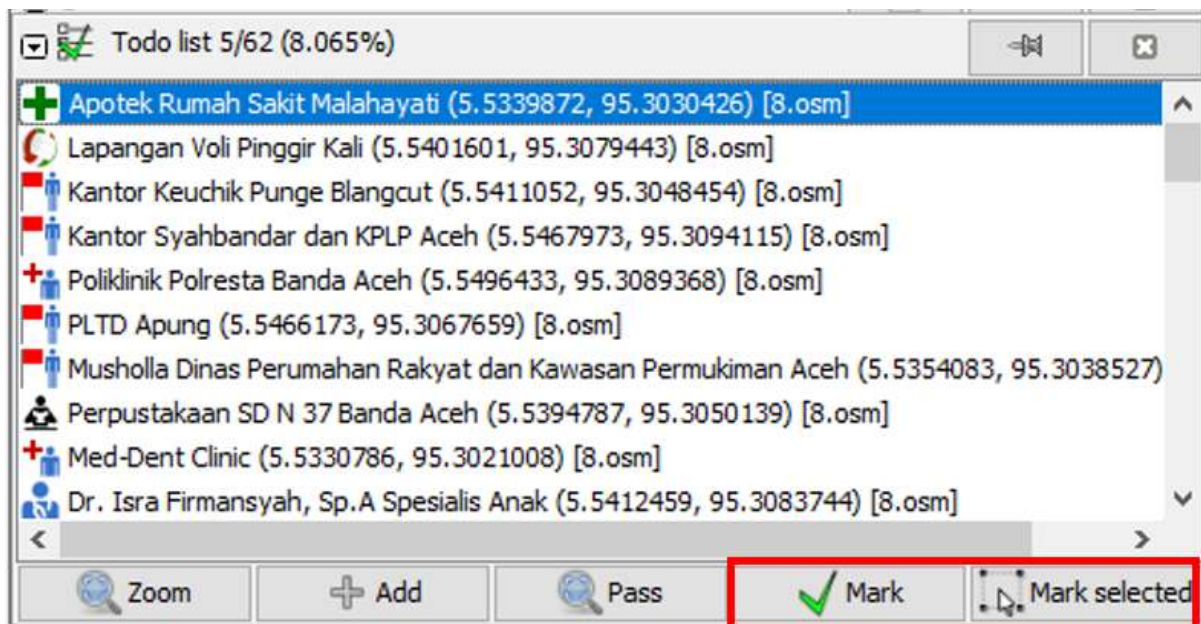 Todo list 5/62 (8.065%)
Apotek Rumah Sakit Malahayati (5.5339872, 95.3030426) [8.osm]
Lapangan Voli Pinggir Kali (5.5401601, 95.3079443) [8.osm]
Kantor Keuchik Punge Blangcut (5.5411052, 95.3048454) [8.osm]
Kantor Syahbandar dan KPLP Aceh (5.5467973, 95.3094115) [8.osm]
Poliklinik Polresta Banda Aceh (5.5496433, 95.3089368) [8.osm]
PLTD Apung (5.5466173, 95.3067659) [8.osm]
Musholla Dinas Perumahan Rakyat dan Kawasan Permukiman Aceh (5.5354083, 95.3038527)
Perpustakaan SD N 37 Banda Aceh (5.5394787, 95.3050139) [8.osm]
Med-Dent Clinic (5.5330786, 95.3021008) [8.osm]
Dr. Isra Firmansyah, Sp.A Spesialis Anak (5.5412459, 95.3083744) [8.osm]
Zoom Add Pass Mark Mark selected